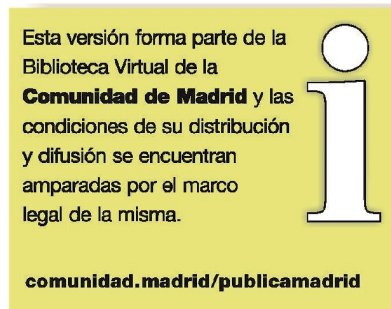 Esta versión forma parte de la
Biblioteca Virtual de la
Comunidad de Madrid y las
condiciones de su distribución
y difusión se encuentran
amparadas por el marco
legal de la misma.
comunidad.madrid/publicamadrid